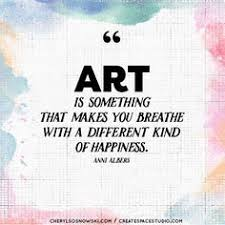 “
ART
IS SOMETHING
THAT MAKES YOU BREATHE
WITH A DIFFERENT KIND
OF HAPPINESS.
ANNI ALBERS
CHERYLSOSNOWSKI.COM / CREATESPACESTUDIO.COM